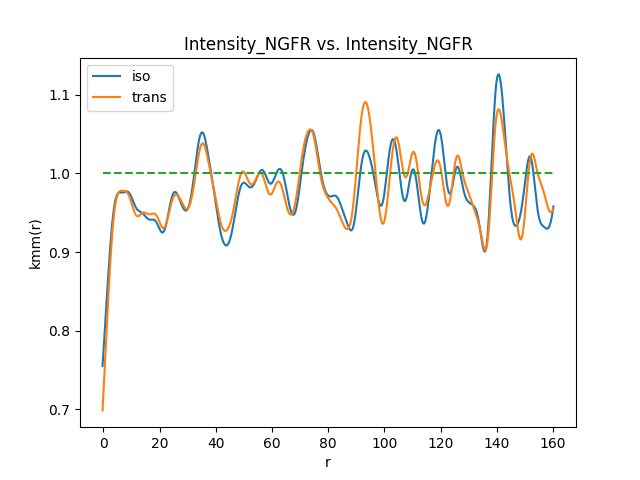 Intensity_NGFR vs. Intensity_NGFR
iso
trans
1.1
1.0
0.9
0.8
0.7
kmm(r)
0 20 40 60 80 100 120 140 160
r